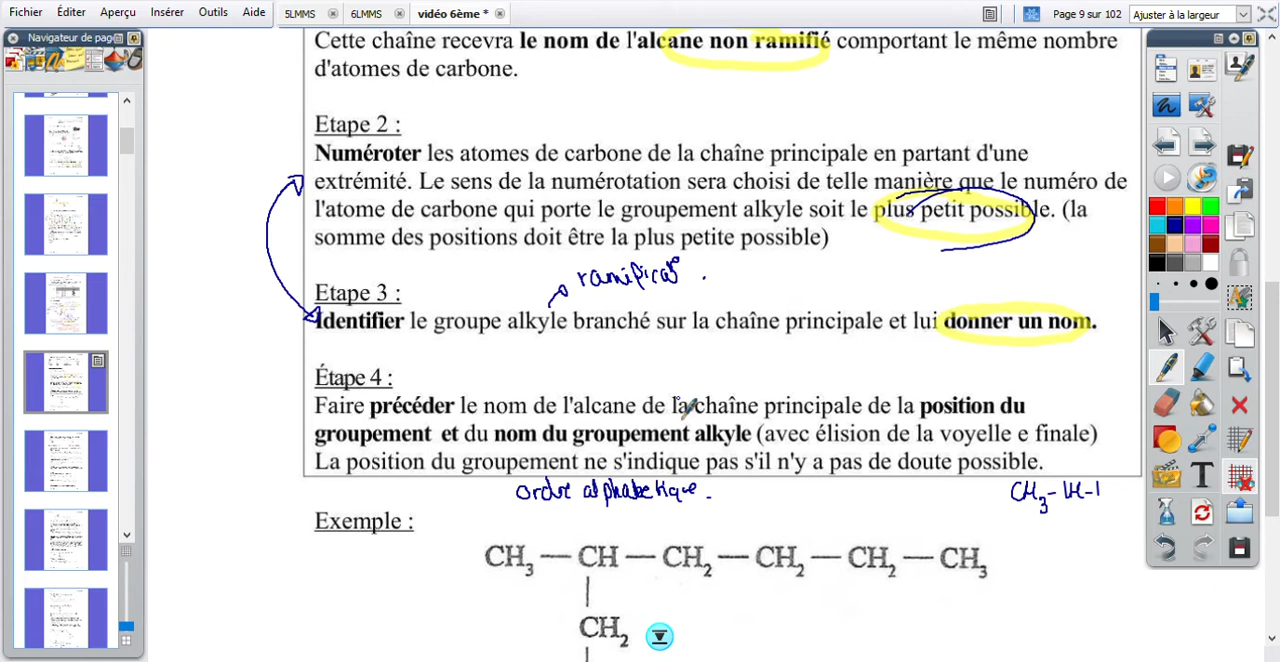 Fichier Éditer Aperçu Insérer Outils Aide
5LMMS 6LMMS vidéo 6ème *
Page 9 sur 102 Ajuster à la largeur
Navigateur de page
Cette chaîne recevra le nom de l'alcane non ramifié comportant le même nombre
d'atomes de carbone.
Etape 2 :
Numéroter les atomes de carbone de la chaîne principale en partant d'une
extrémité. Le sens de la numérotation sera choisi de telle manière que le numéro de
l'atome de carbone qui porte le groupement alkyle soit le plus petit possible. (la
somme des positions doit être la plus petite possible)
ramificat° .
Etape 3 :
Identifier le groupe alkyle branché sur la chaîne principale et lui donner un nom.
Étape 4 :
Faire précéder le nom de l'alcane de la chaîne principale de la position du
groupement et du nom du groupement alkyle (avec élision de la voyelle e finale)
La position du groupement ne s'indique pas s'il n'y a pas de doute possible.
ordre alphabetique .
CH3 -
Exemple :
CH3 — CH — CH2 — CH2 — CH2 — CH3
CH2